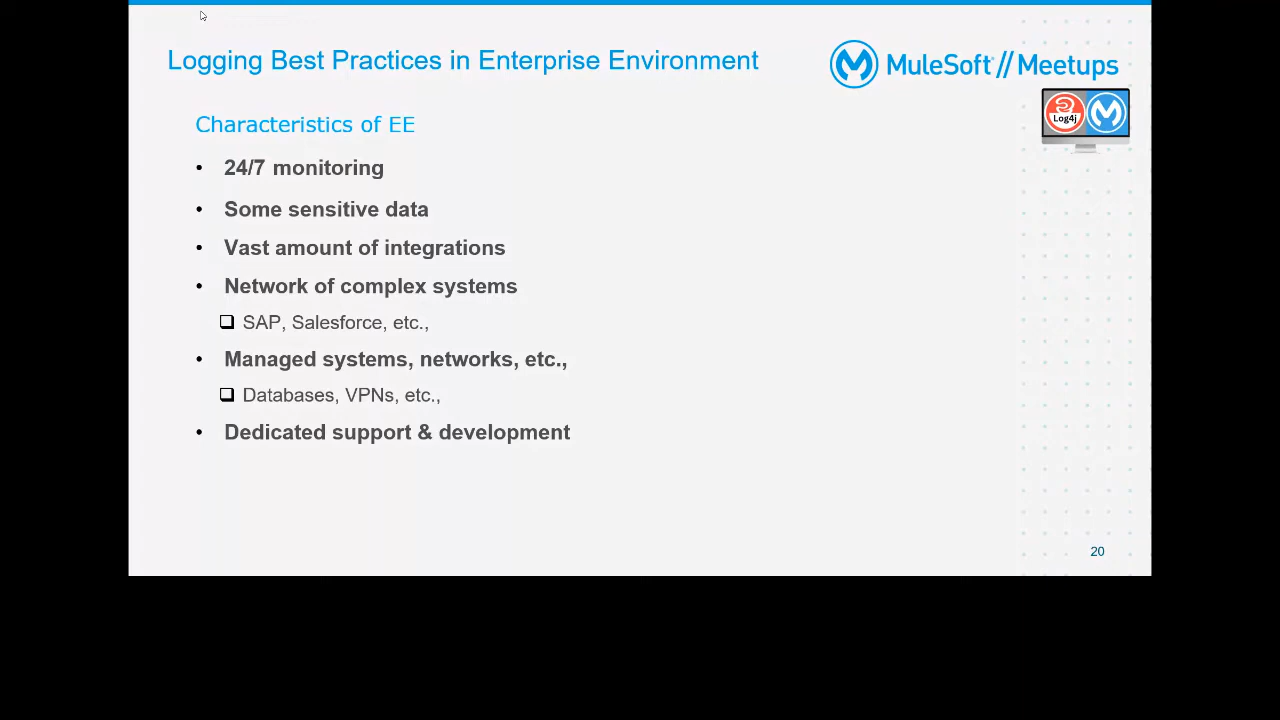 Logging Best Practices in Enterprise Environment
MuleSoft // Meetups
Log4j
Characteristics of EE
• 24/7 monitoring
• Some sensitive data
• Vast amount of integrations
• Network of complex systems
❑ SAP, Salesforce, etc.,
• Managed systems, networks, etc.,
❑ Databases, VPNs, etc.,
• Dedicated support & development
20